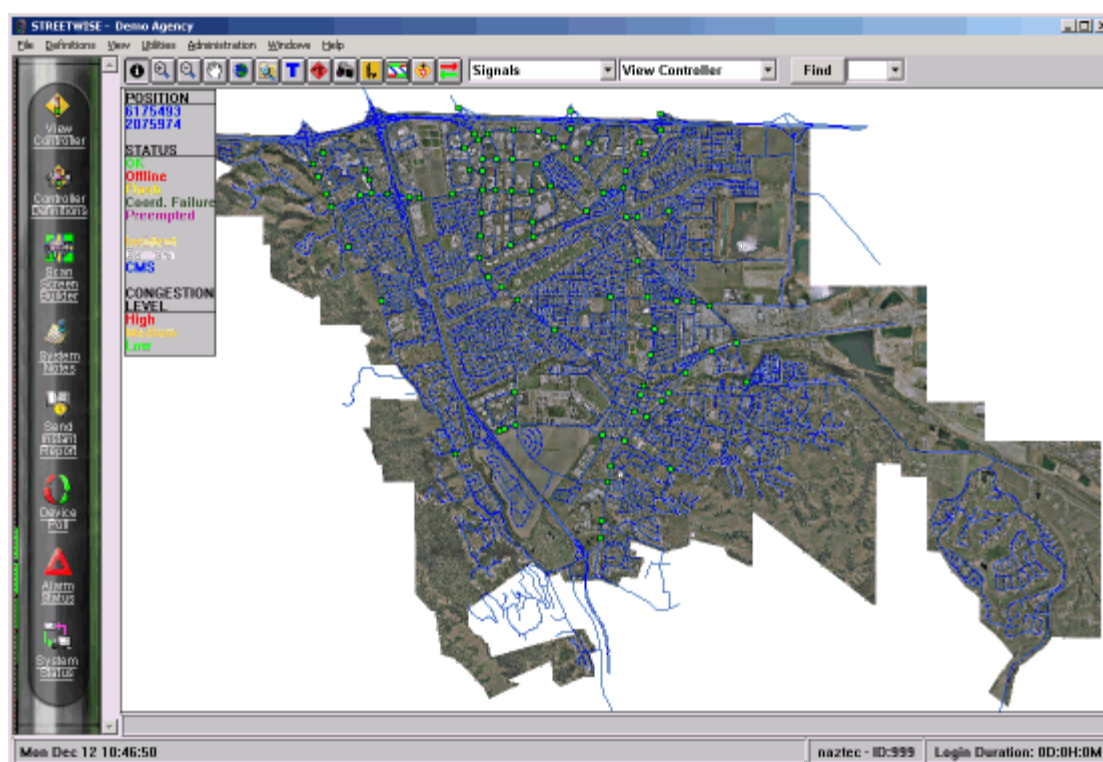 STREETWISE - Demo Agency
File Definitions View Utilities Administration Windows Help
Signals View Controller Find
View
Controller
Controller
Definitions
Scan
Screen
Builder
System
Notes
Send
Instant
Report
Device
Poll
Alarm
Status
System
Status
POSITION
6175493
2075974
STATUS
OK
Offline
Flash
Coord. Failure
Preempted
Incident
CMS
CONGESTION
LEVEL
High
Medium
Low
Mon Dec 12 10:46:50 naztec - ID:999 Login Duration: 0D:0H:0M